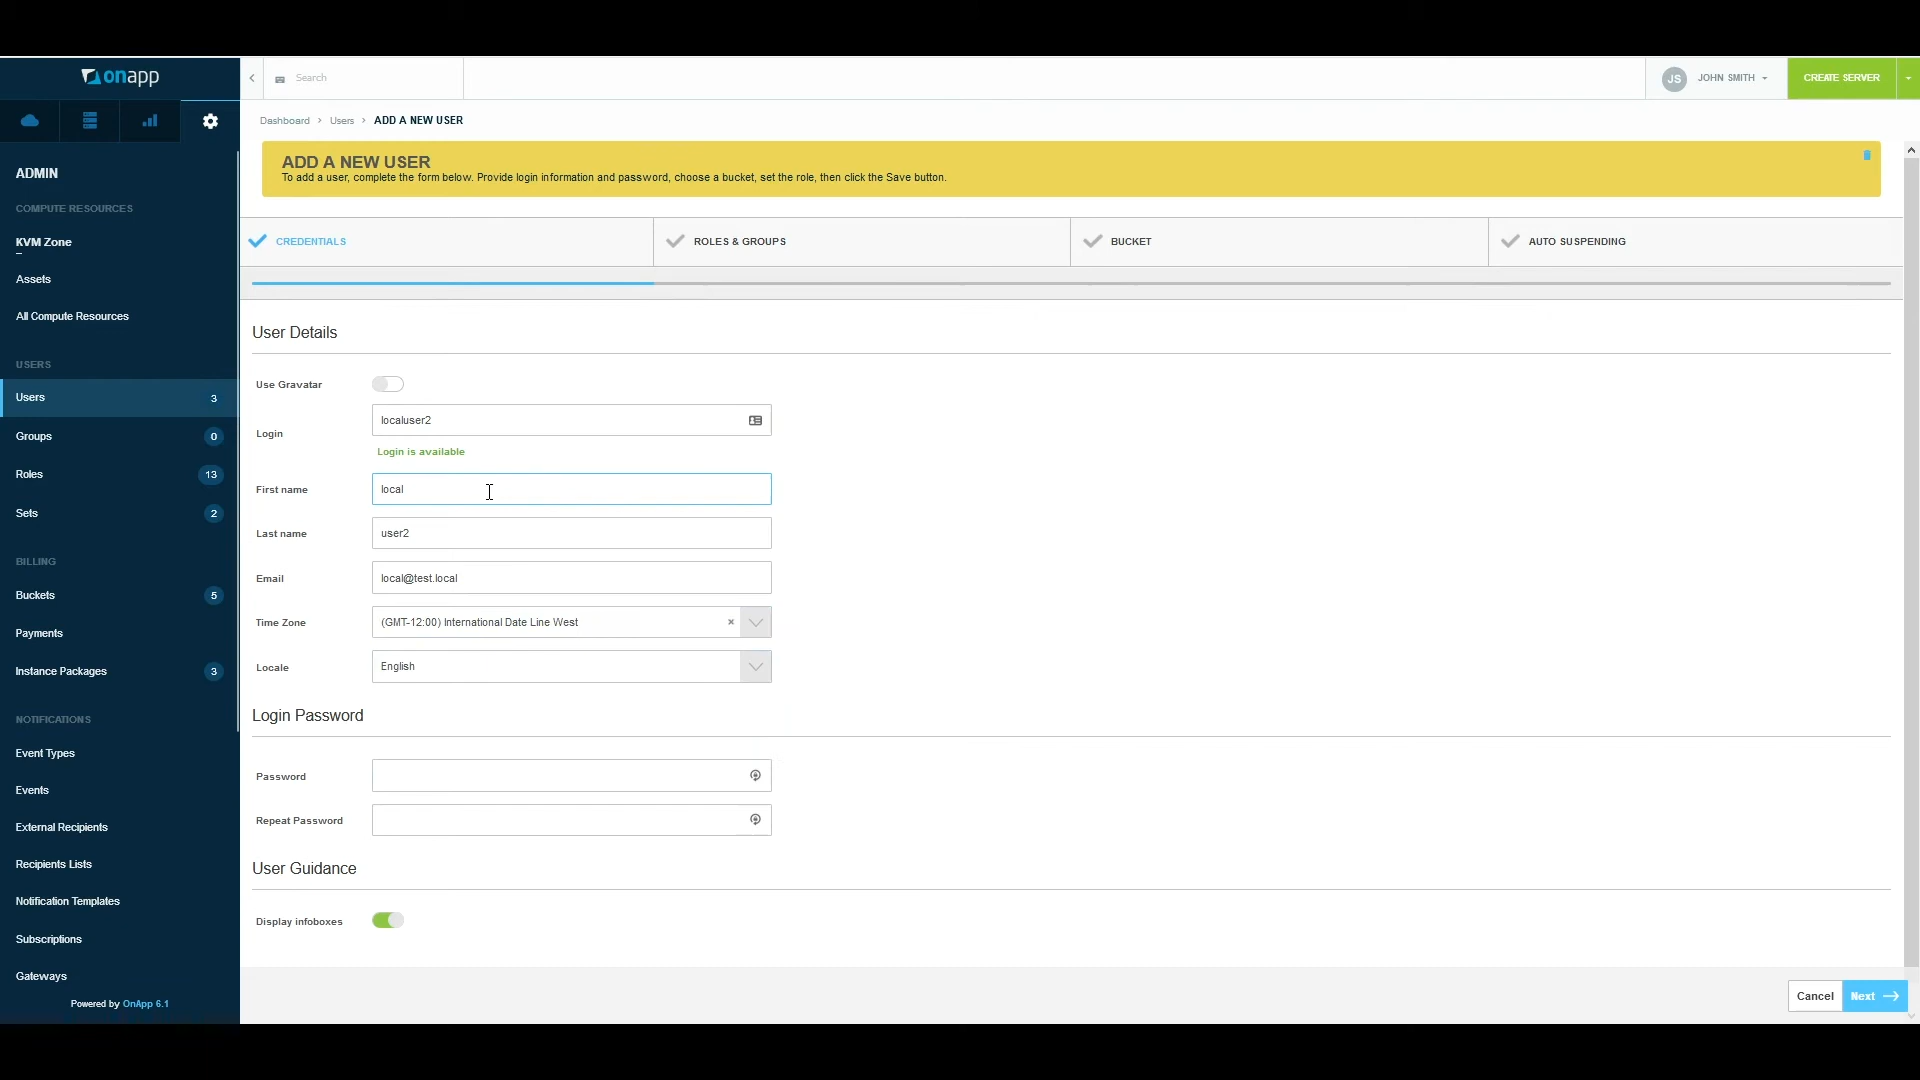 onapp
Search
JS
JOHN SMITH
CREATE SERVER
Dashboard
Users
ADD A NEW USER
ADMIN
COMPUTE RESOURCES
KVM Zone
Assets
All Compute Resources
USERS
Users 3
Groups 0
Roles 13
Sets 2
BILLING
Buckets 5
Payments
Instance Packages 3
NOTIFICATIONS
Event Types
Events
External Recipients
Recipients Lists
Notification Templates
Subscriptions
Gateways
Powered by OnApp 6.1
ADD A NEW USER
To add a user, complete the form below. Provide login information and password, choose a bucket, set the role, then click the Save button.
CREDENTIALS
ROLES & GROUPS
BUCKET
AUTO SUSPENDING
User Details
Use Gravatar
Login localuser2
Login is available
First name local
Last name user2
Email local@test.local
Time Zone (GMT-12:00) International Date Line West
Locale English
Login Password
Password
Repeat Password
User Guidance
Display infoboxes
Cancel
Next